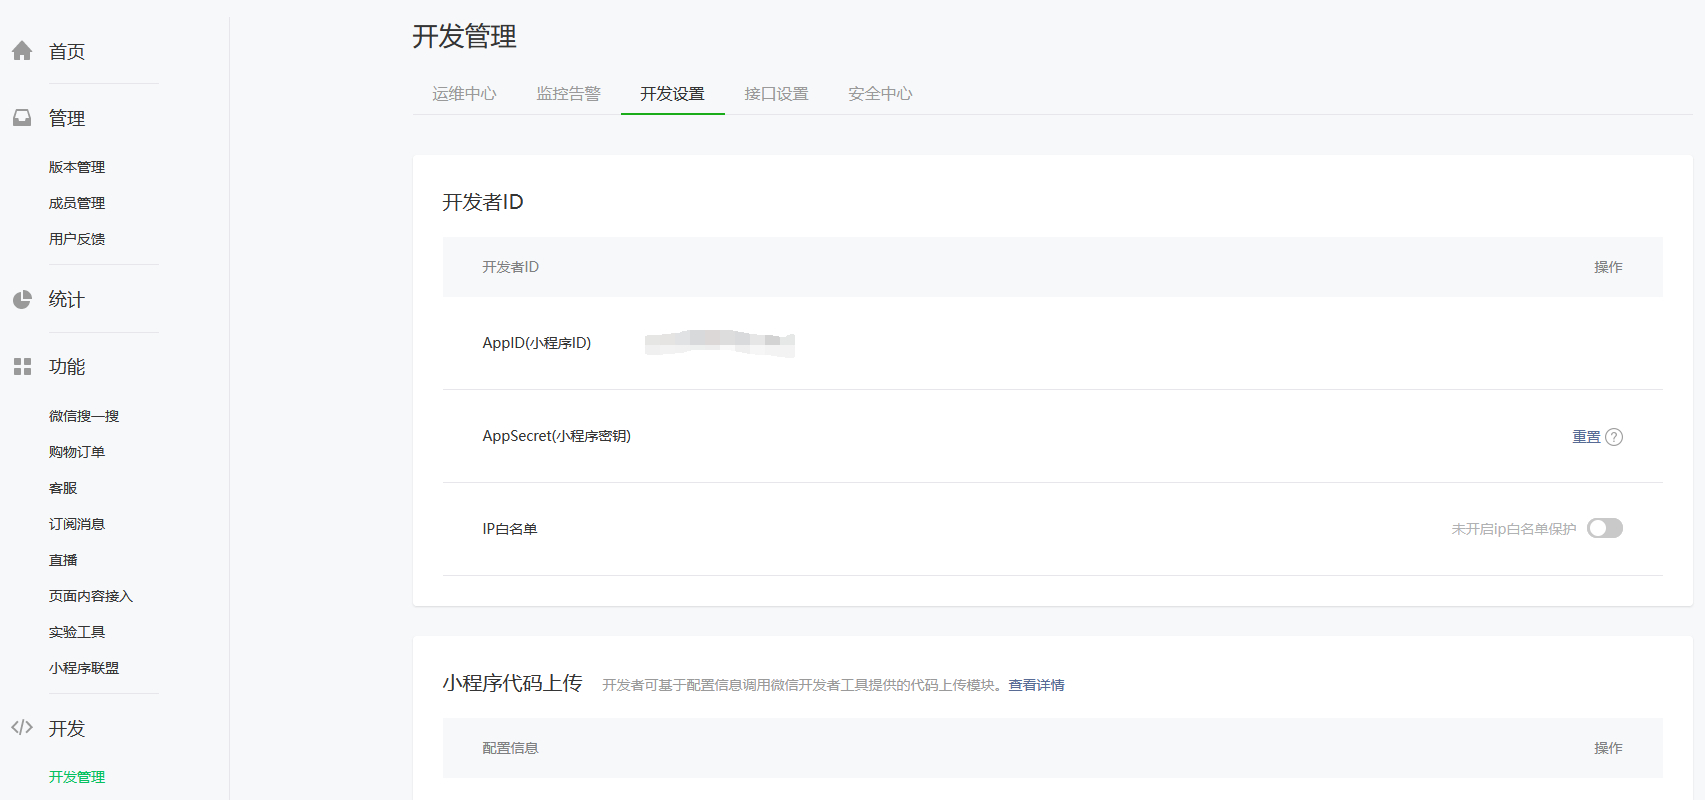 首页
管理
版本管理
成员管理
用户反馈
统计
功能
微信搜一搜
购物订单
客服
订阅消息
直播
页面内容接入
实验工具
小程序联盟
开发
开发管理
开发管理
运维中心 监控告警 开发设置 接口设置 安全中心
开发者ID
开发者ID 操作
AppID(小程序ID)
AppSecret(小程序密钥) 重置 ?
IP白名单 未开启ip白名单保护
小程序代码上传 开发者可基于配置信息调用微信开发者工具提供的代码上传模块。查看详情
配置信息 操作